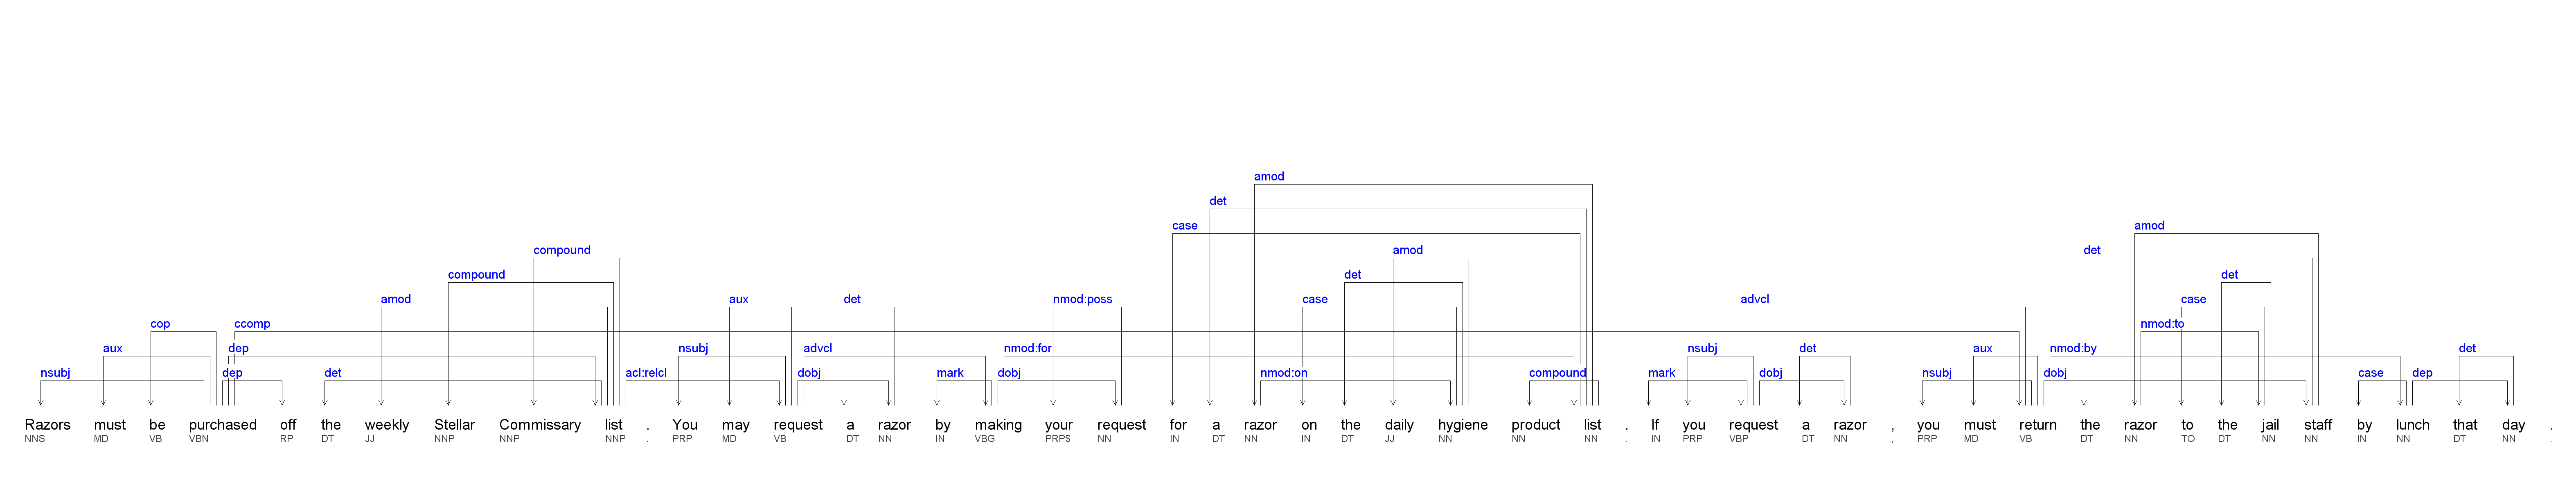 amod
det
case amod
compound amod det
compound det det
amod aux det nmod:poss case advcl case
cop ccomp nmod:to
aux dep nsubj advcl nmod:for nsubj det aux nmod:by det
nsubj dep det acl:relcl dobj mark dobj nmod:on compound mark dobj nsubj dobj case dep
Razors must be purchased off the weekly Stellar Commissary list . You may request a razor by making your request for a razor on the daily hygiene product list . If you request a razor , you must return the razor to the jail staff by lunch that day .
NNS MD VB VBN RP DT JJ NNP NNP NNP . PRP MD VB DT NN IN VBG PRP$ NN IN DT NN IN DT JJ NN NN NN . IN PRP VBP DT NN , PRP MD VB DT NN TO DT NN NN IN NN DT NN .